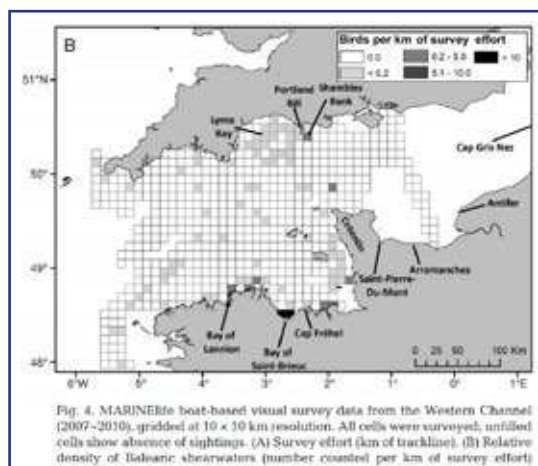 B
Birds per km of survey effort
0.0
0.2 - 5.0
> 10
< 0.2
5.1 - 10.0
51°N
50°
49°
48°
6°W
5°
4°
3°
2°
1°
0°
1°E
Portland Bill
Shambles Bank
Lyme Bay
Cap Gris Nez
Antifer
Cotentin
Arromanches
Saint-Pierre-Du-Mont
Bay of Lannion
Cap Fréhel
Bay of Saint-Brieuc
0 25 50 100 Km
Fig. 4. MARINElife boat-based visual survey data from the Western Channel
(2007–2010), gridded at 10 × 10 km resolution. All cells were surveyed; unfilled
cells show absence of sightings. (A) Survey effort (km of trackline). (B) Relative
density of Balearic shearwaters (number counted per km of survey effort)